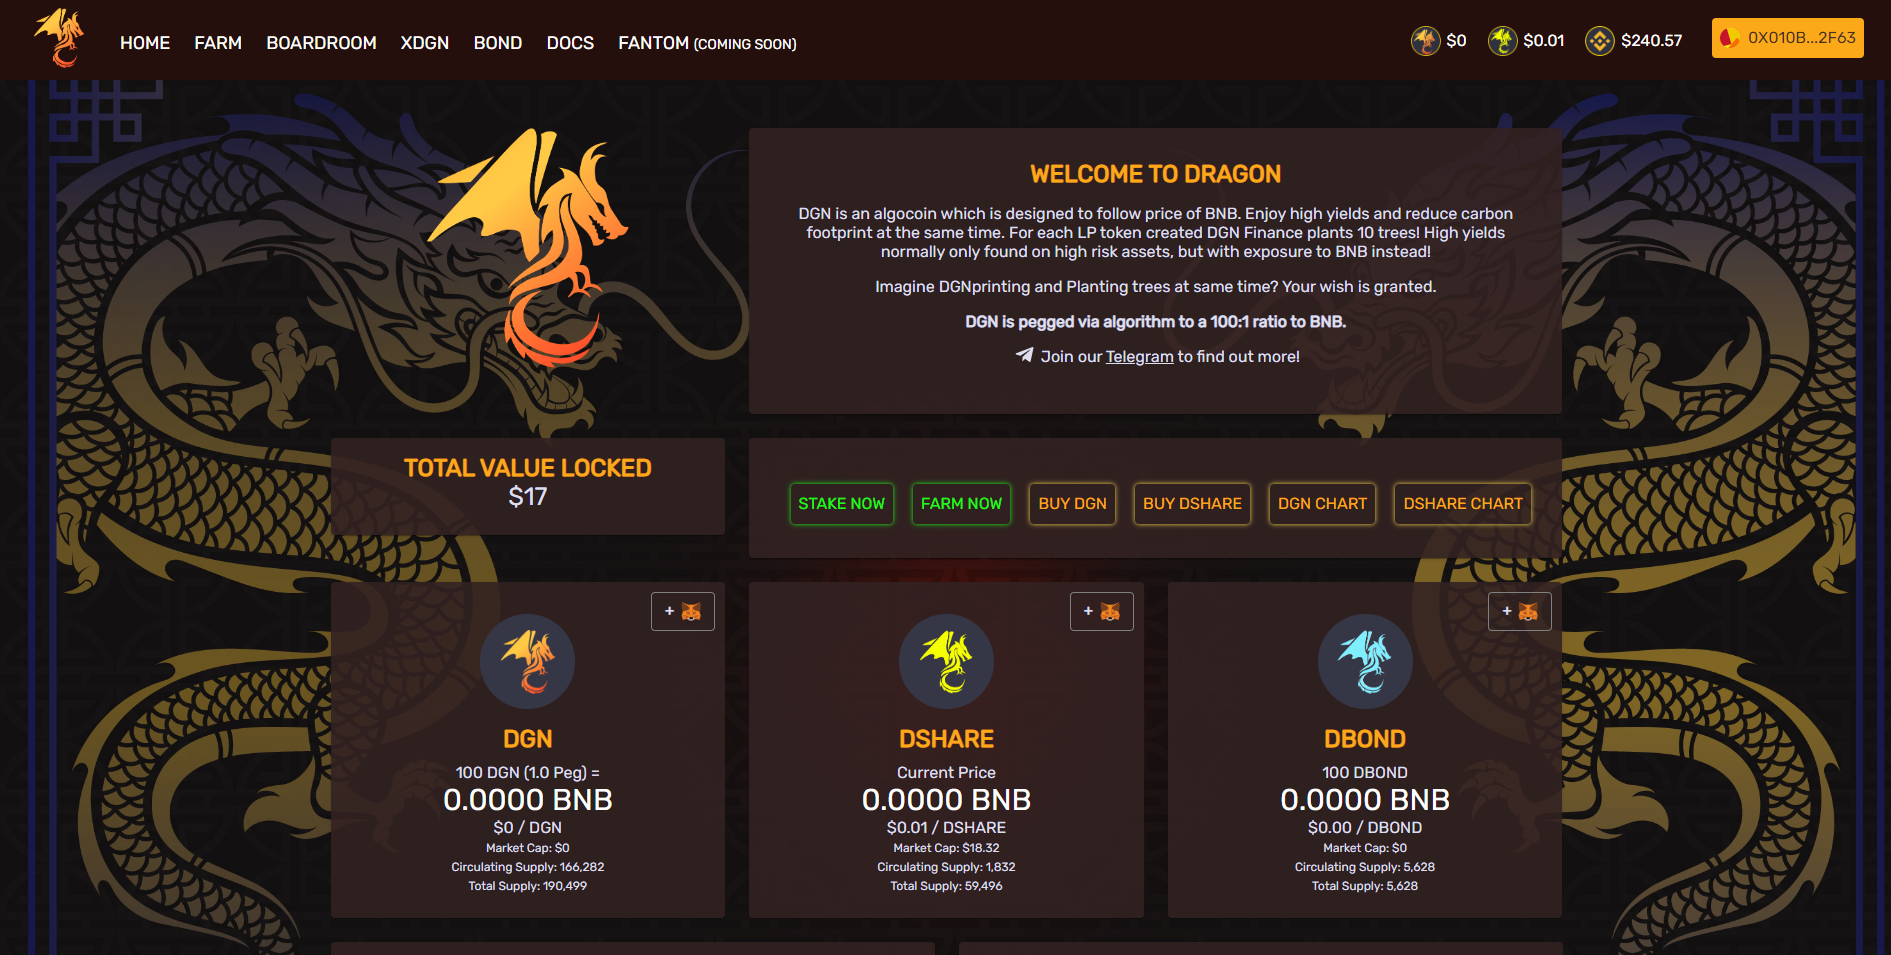 HOME FARM BOARDROOM XDGN BOND DOCS FANTOM (COMING SOON) $0 $0.01 $240.57 0X010B...2F63
WELCOME TO DRAGON
DGN is an algocoin which is designed to follow price of BNB. Enjoy high yields and reduce carbon
footprint at the same time. For each LP token created DGN Finance plants 10 trees! High yields
normally only found on high risk assets, but with exposure to BNB instead!
Imagine DGNprinting and Planting trees at same time? Your wish is granted.
DGN is pegged via algorithm to a 100:1 ratio to BNB.
Join our Telegram to find out more!
TOTAL VALUE LOCKED
$17
STAKE NOW FARM NOW BUY DGN BUY DSHARE DGN CHART DSHARE CHART
+
DGN
100 DGN (1.0 Peg) =
0.0000 BNB
$0 / DGN
Market Cap: $0
Circulating Supply: 166,282
Total Supply: 190,499
+
DSHARE
Current Price
0.0000 BNB
$0.01 / DSHARE
Market Cap: $18.32
Circulating Supply: 1,832
Total Supply: 59,496
+
DBOND
100 DBOND
0.0000 BNB
$0.00 / DBOND
Market Cap: $0
Circulating Supply: 5,628
Total Supply: 5,628